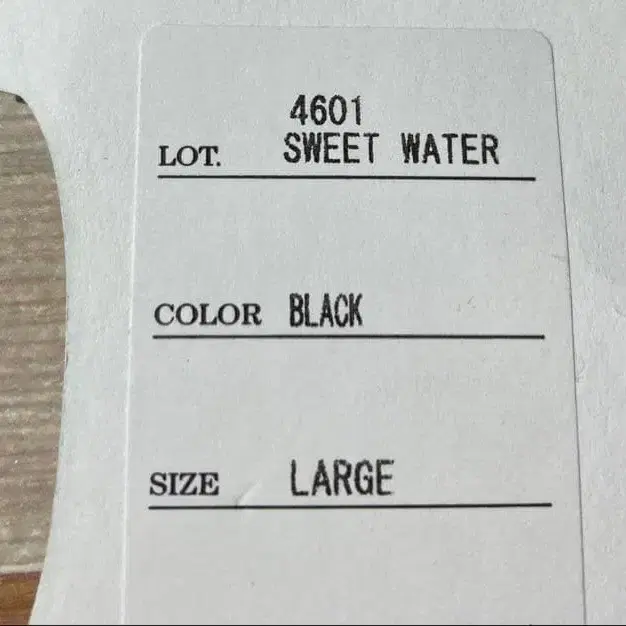 4601
LOT. SWEET WATER
COLOR BLACK
SIZE LARGE